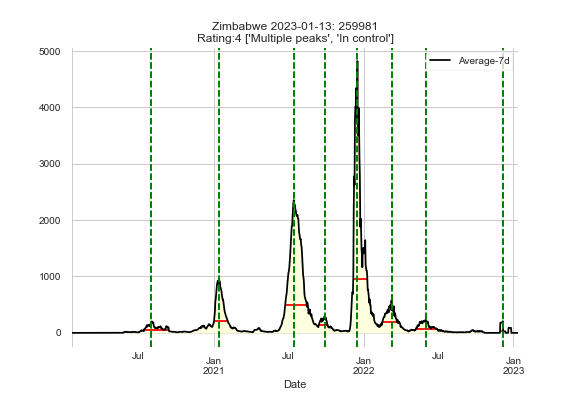 Zimbabwe 2023-01-13: 259981
Rating:4 ['Multiple peaks', 'In control']
Average-7d
5000
4000
3000
2000
1000
0
Jul
Jan
2021
Jul
Jan
2022
Jul
Jan
2023
Date